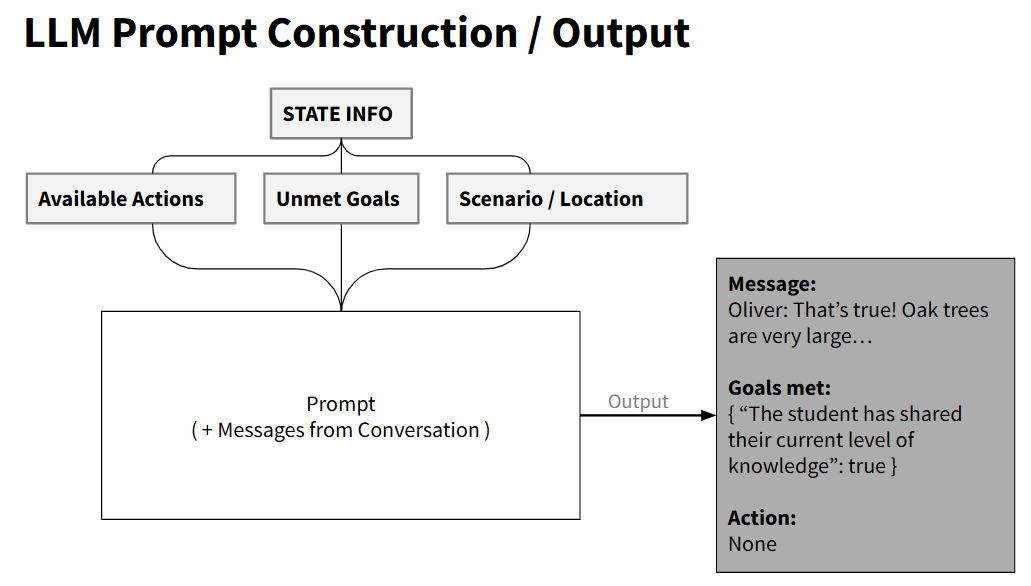 LLM Prompt Construction / Output
STATE INFO
Available Actions
Unmet Goals
Scenario / Location
Prompt
( + Messages from Conversation )
Output
Message:
Oliver: That’s true! Oak trees
are very large…
Goals met:
{ “The student has shared
their current level of
knowledge”: true }
Action:
None